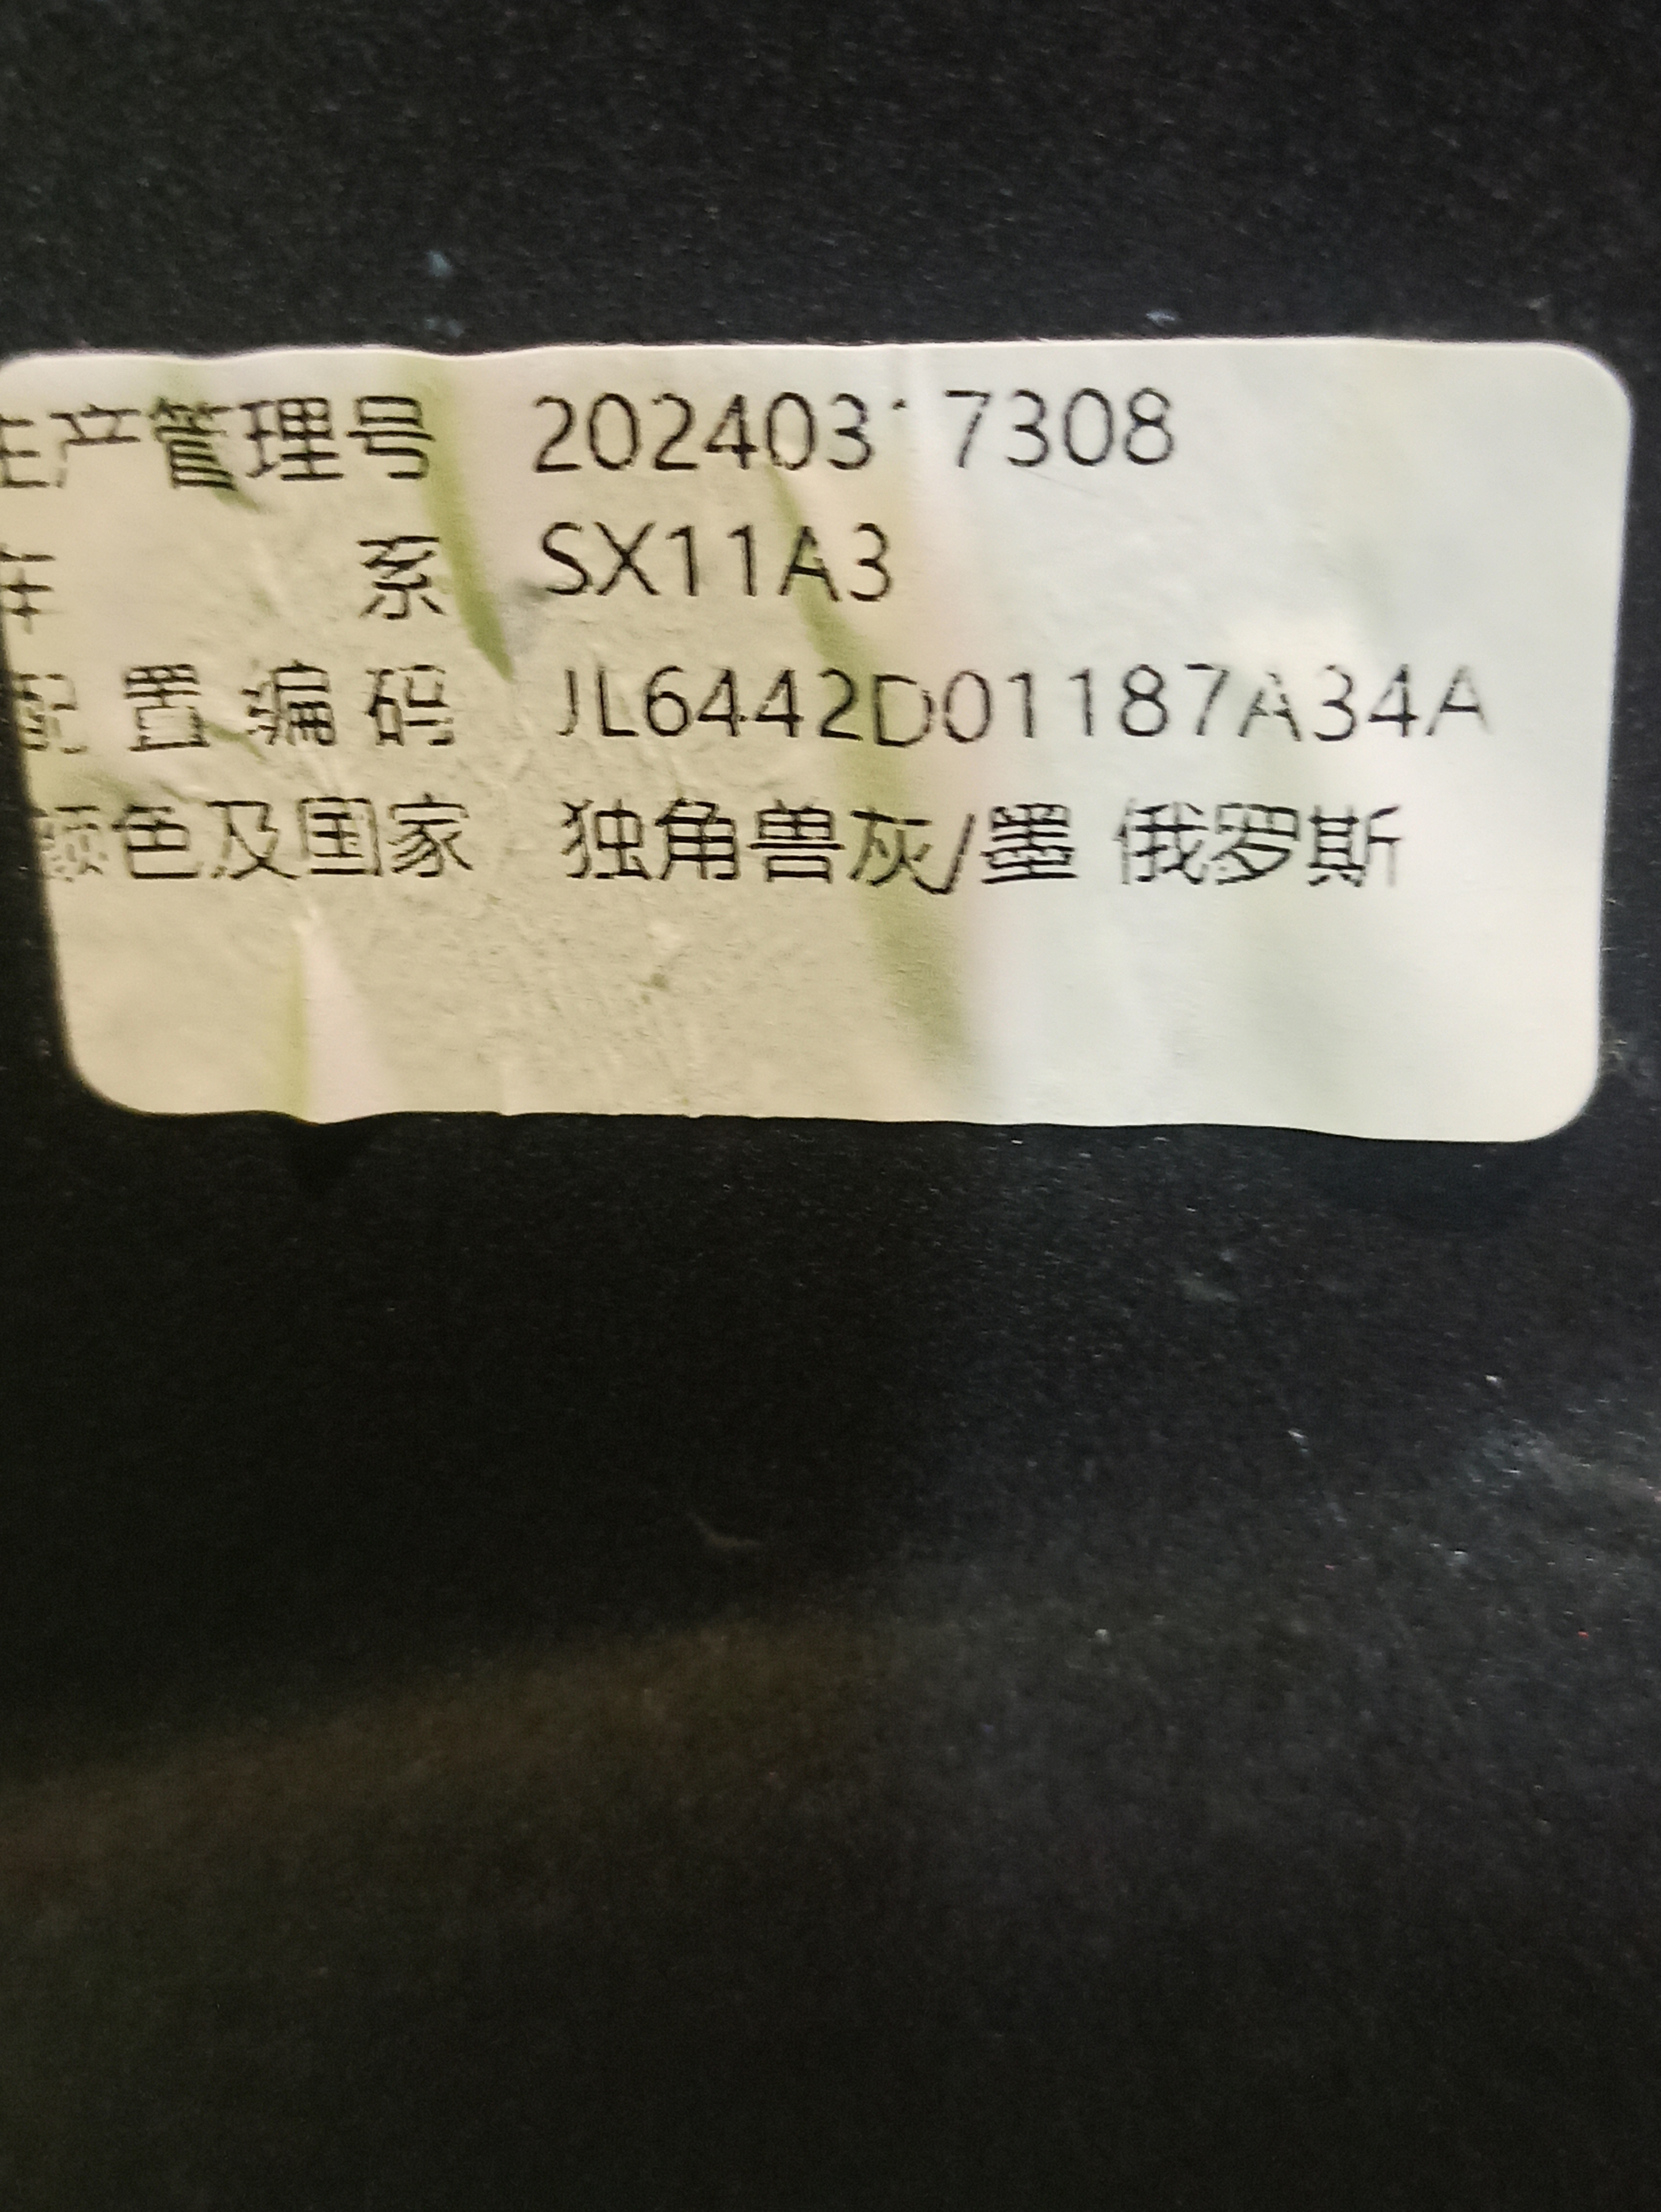 生产管理号 202403 7308
车 系 SX11A3
配置编码 JL6442D01187A34A
颜色及国家 独角兽灰/墨 俄罗斯